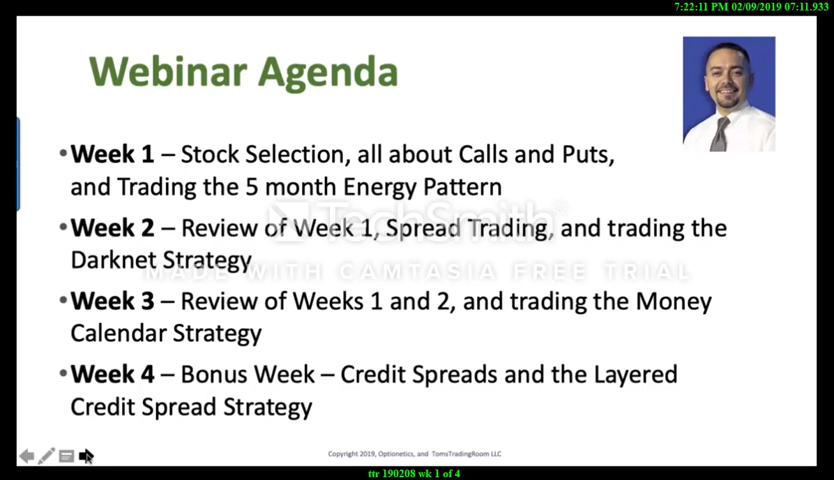 7:22:11 PM 02/09/2019 07:11.933
Webinar Agenda
•Week 1 – Stock Selection, all about Calls and Puts,
and Trading the 5 month Energy Pattern
•Week 2 – Review of Week 1, Spread Trading, and trading the
Darknet Strategy
TechSmith®
MADE WITH CAMTASIA FREE TRIAL
•Week 3 – Review of Weeks 1 and 2, and trading the Money
Calendar Strategy
•Week 4 – Bonus Week – Credit Spreads and the Layered
Credit Spread Strategy
Copyright 2019, Optionetics, and TomsTradingRoom LLC
ttr 190208 wk 1 of 4